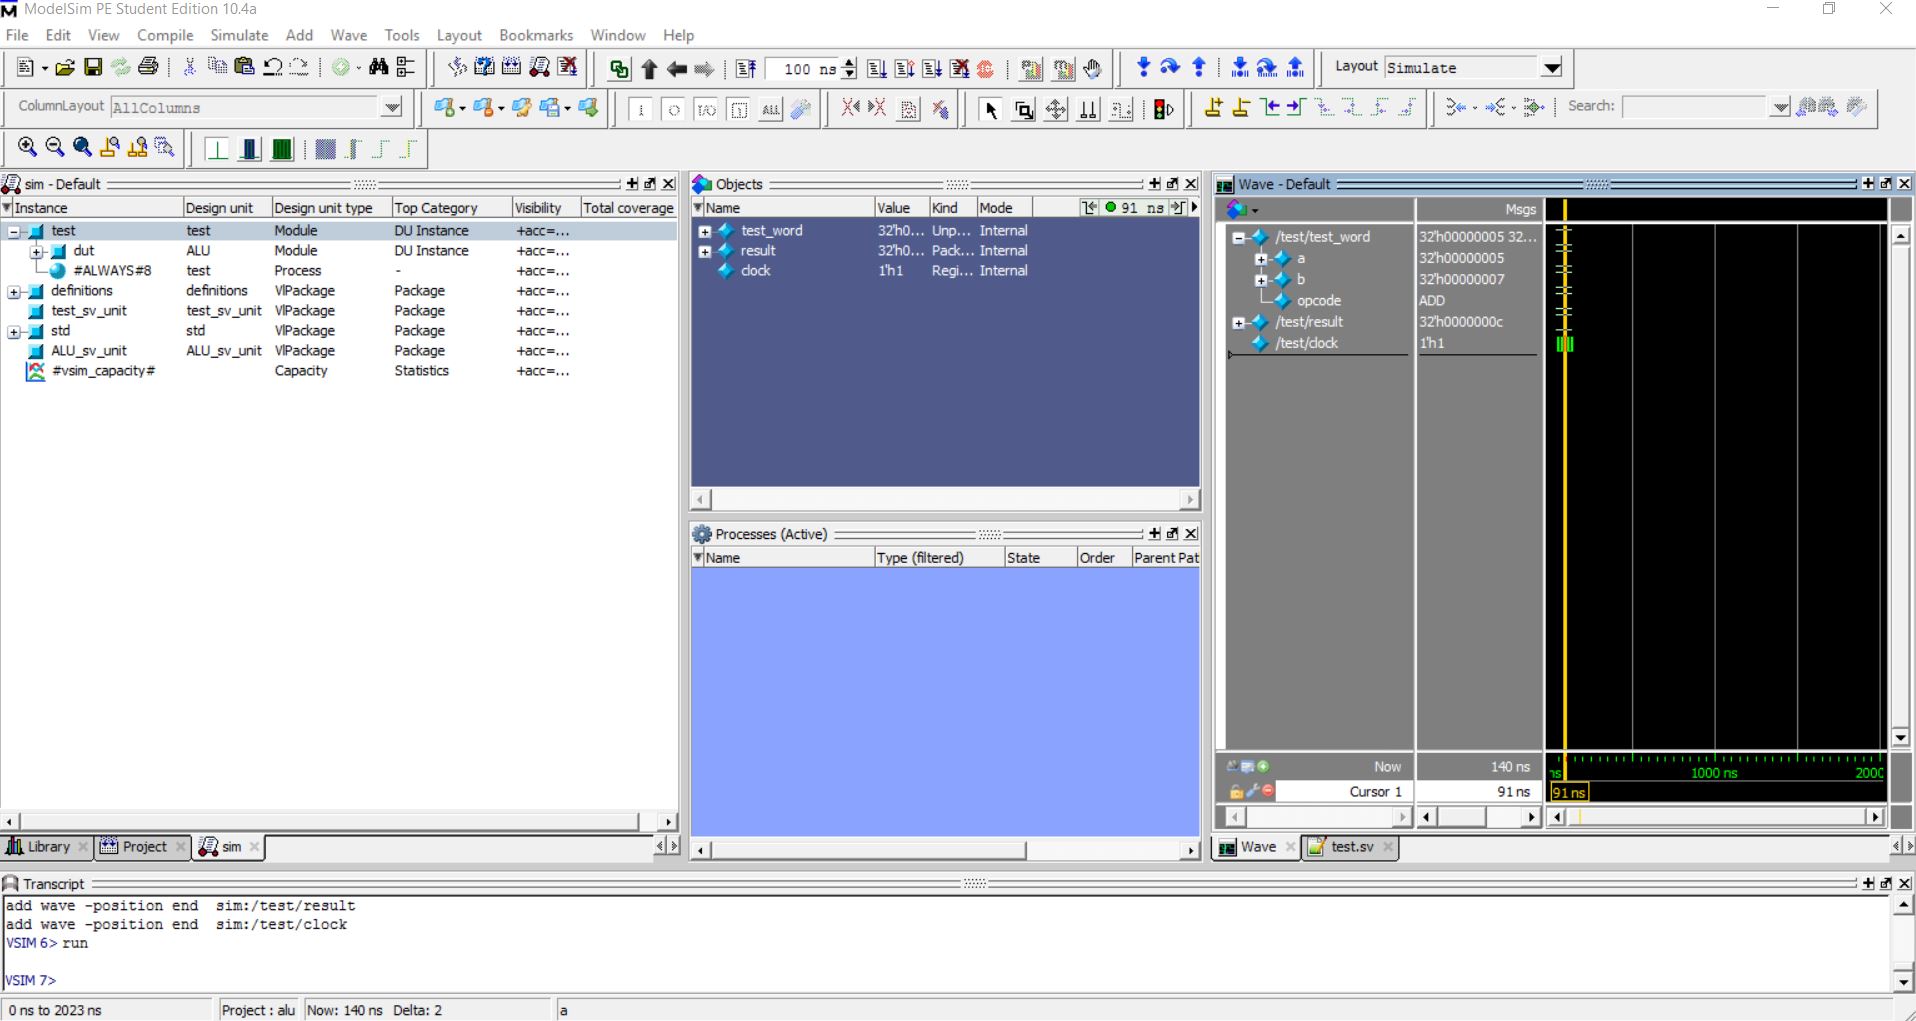 ModelSim PE Student Edition 10.4a
File Edit View Compile Simulate Add Wave Tools Layout Bookmarks Window Help
100 ns Layout Simulate
ColumnLayout AllColumns ALL Search:
sim - Default
Instance Design unit Design unit type Top Category Visibility Total coverage
test test Module DU Instance +acc=...
dut ALU Module DU Instance +acc=...
#ALWAYS#8 test Process - +acc=...
definitions definitions VlPackage Package +acc=...
test_sv_unit test_sv_unit VlPackage Package +acc=...
std std VlPackage Package +acc=...
ALU_sv_unit ALU_sv_unit VlPackage Package +acc=...
#vsim_capacity# Capacity Statistics +acc=...
Library Project sim
Objects
Name Value Kind Mode 91 ns
test_word 32'h0... Unp... Internal
result 32'h0... Pack... Internal
clock 1'h1 Regi... Internal
Processes (Active)
Name Type (filtered) State Order Parent Pat
Wave - Default
Msgs
/test/test_word 32'h00000005 32...
a 32'h00000005
b 32'h00000007
opcode ADD
/test/result 32'h0000000c
/test/clock 1'h1
Now 140 ns ns 1000 ns 2000
Cursor 1 91 ns 91 ns
Wave test.sv
Transcript
add wave -position end sim:/test/result
add wave -position end sim:/test/clock
VSIM 6> run
VSIM 7>
0 ns to 2023 ns Project : alu Now: 140 ns Delta: 2 a